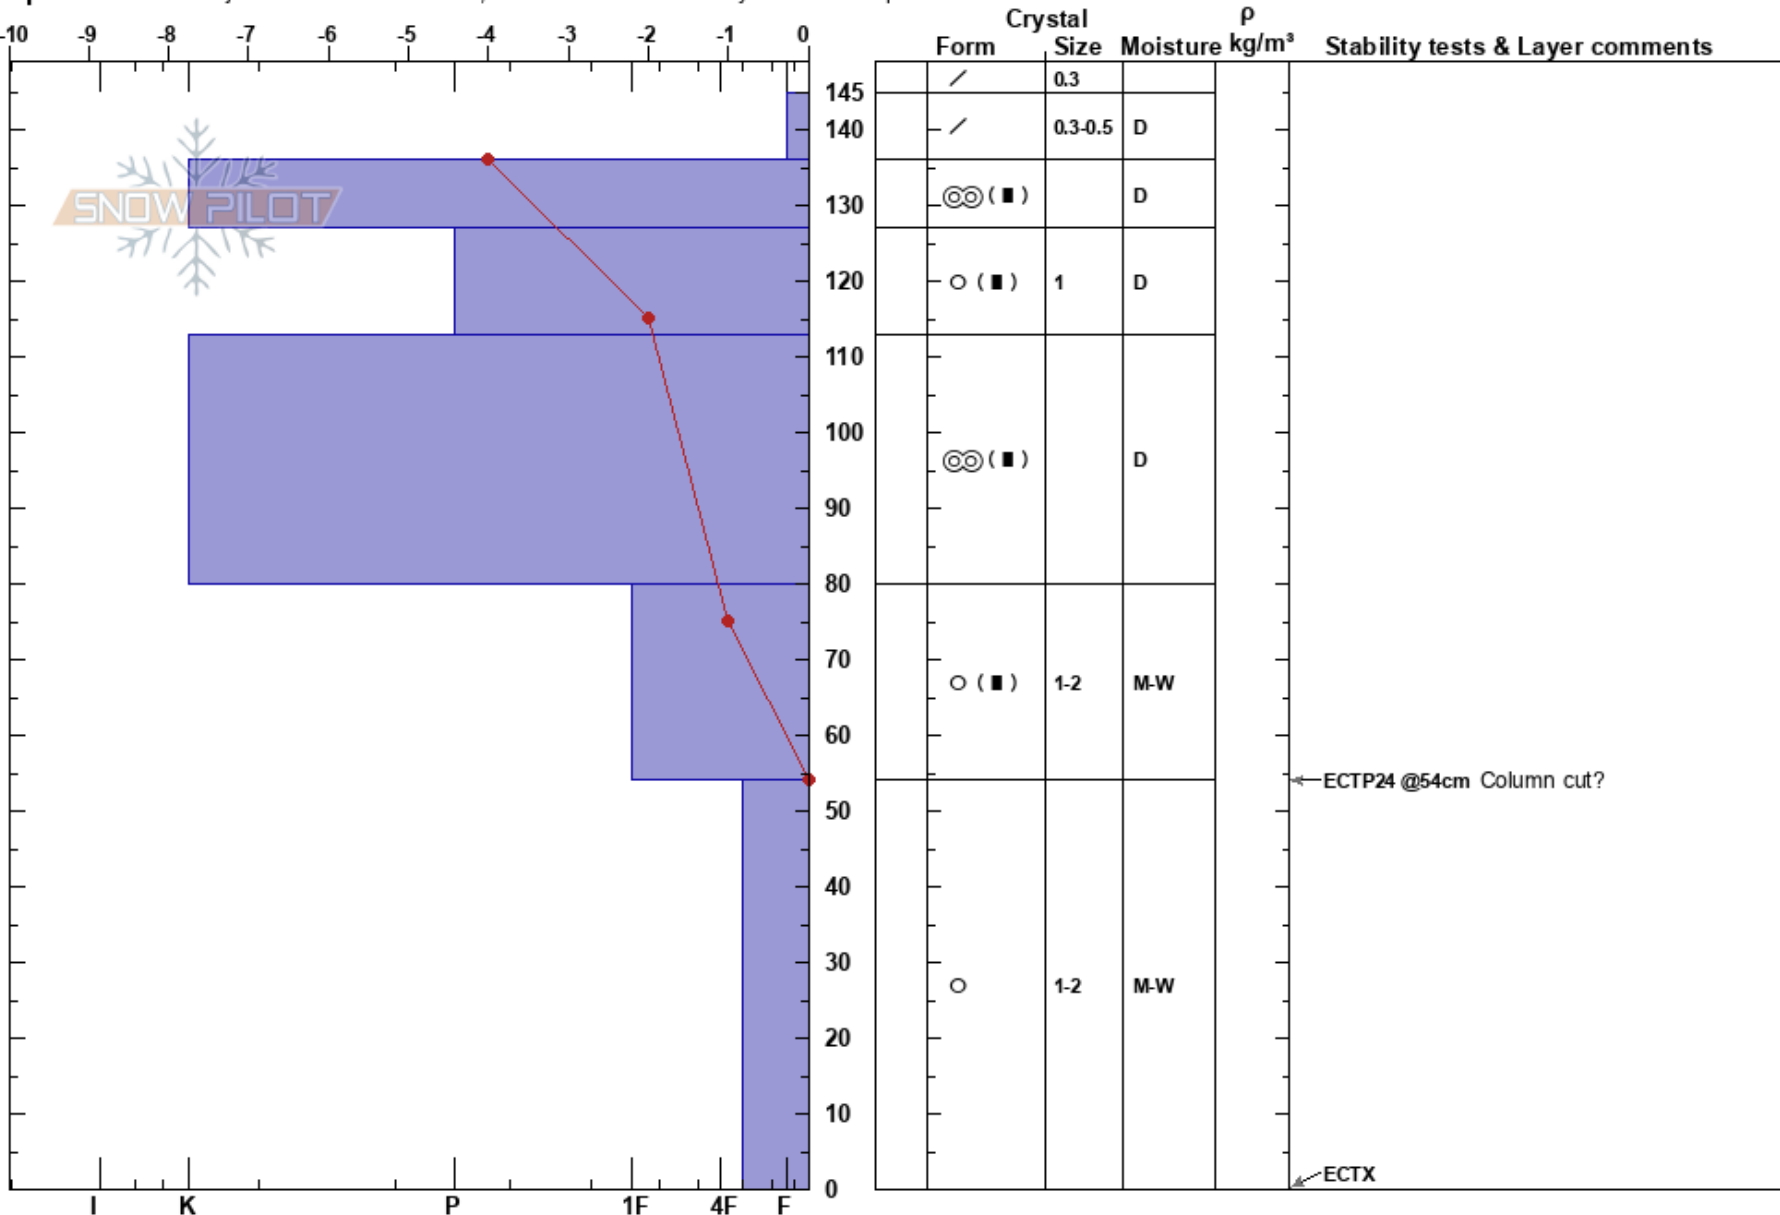 Crystal ρ
-10 -9 -8 -7 -6 -5 -4 -3 -2 -1 0 Form Size Moisture kg/m³ Stability tests & Layer comments
0.3
145
140 0.3-0.5 D
SNOW PILOT 130 ( ) D
120 ( ) 1 D
110
100
( ) D
90
80
70
( ) 1-2 M-W
60
ECTP24 @54cm Column cut?
50
40
30
1-2 M-W
20
10
ECTX
0
I K P 1F 4F F